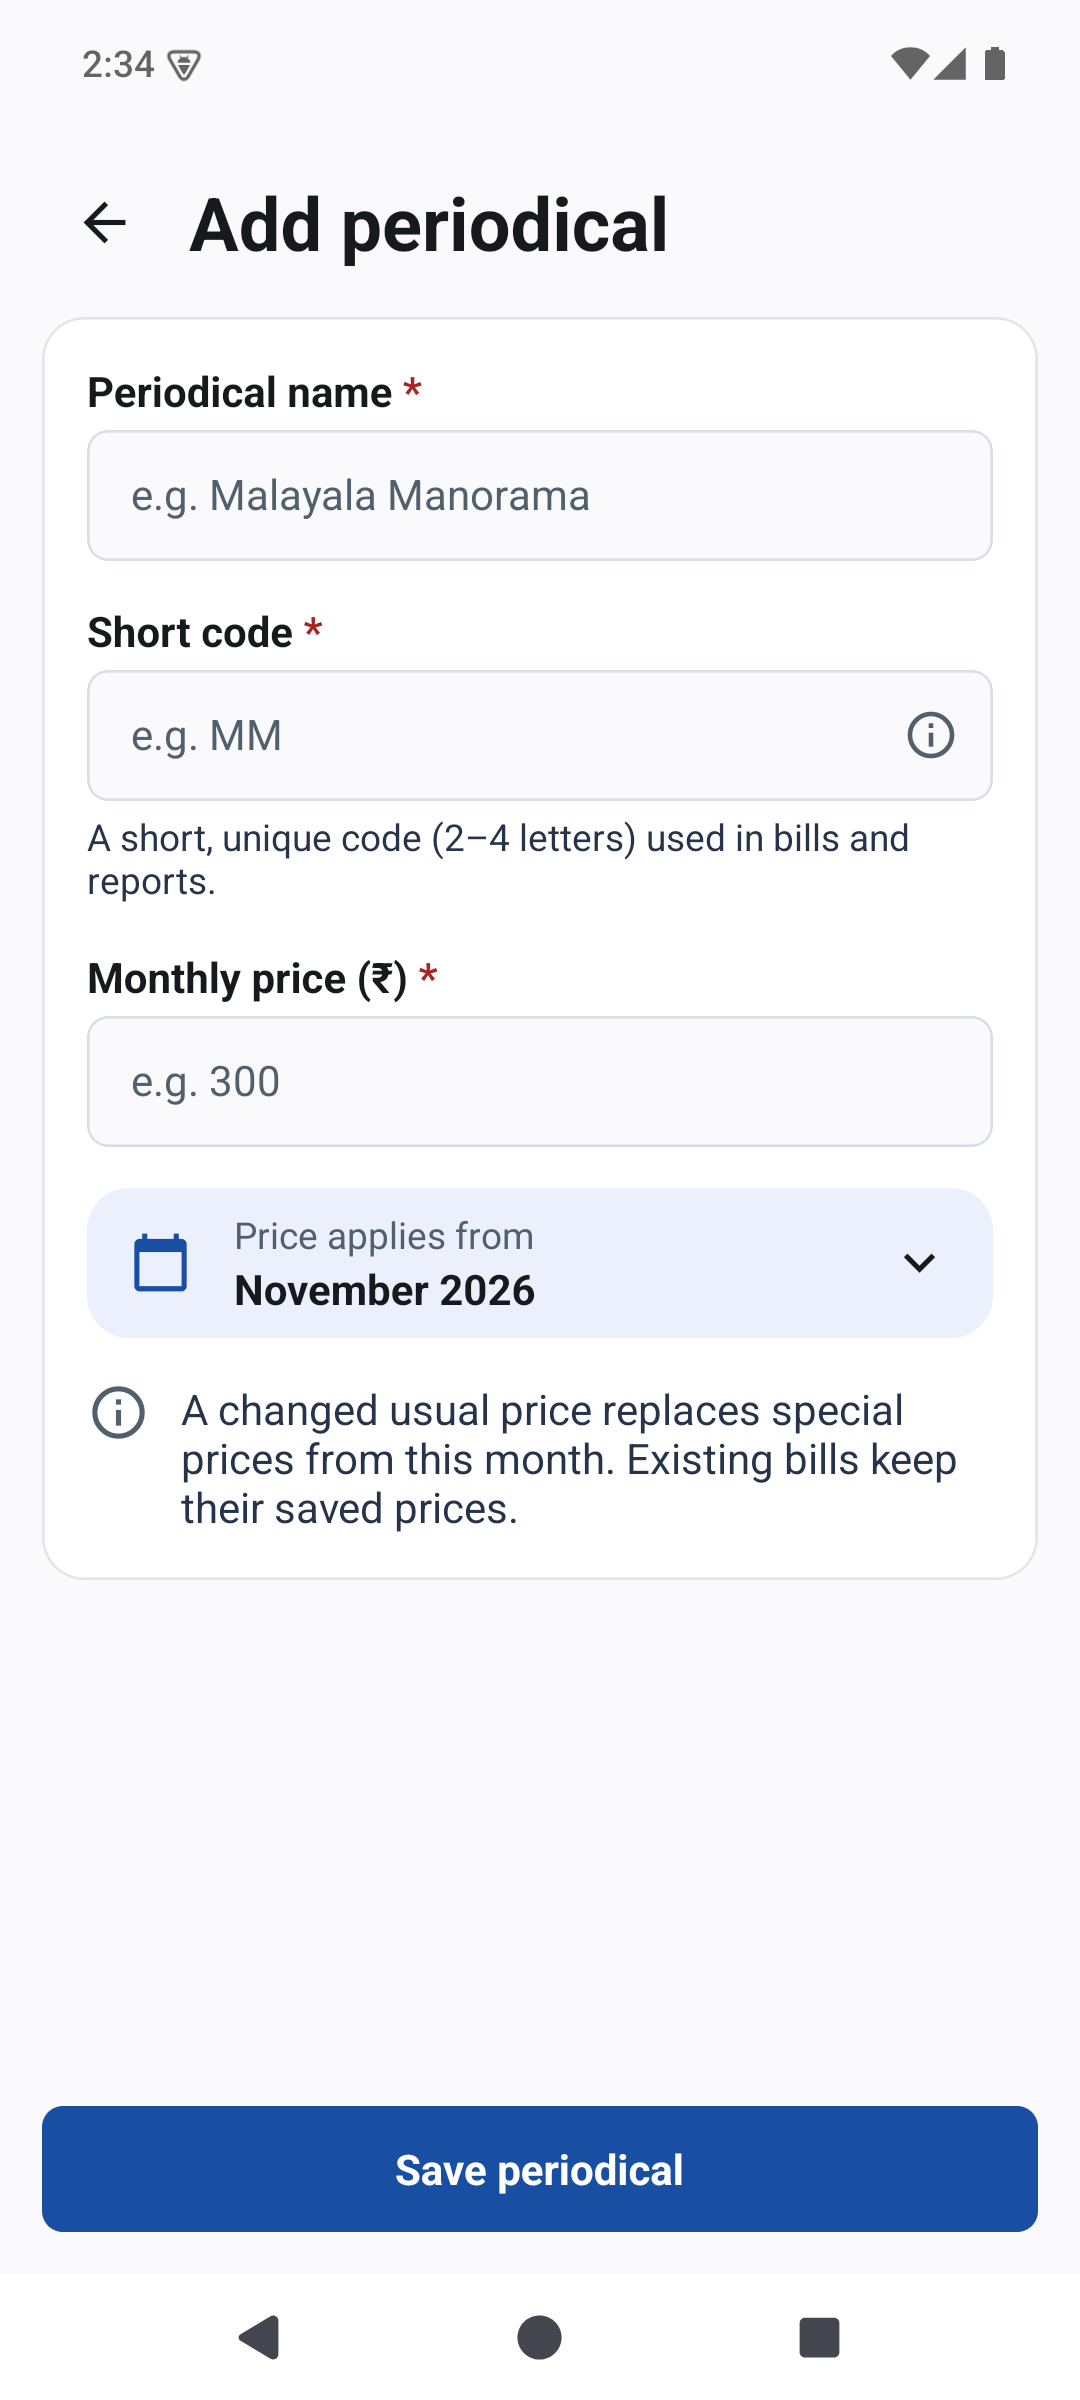 2:34
Add periodical
Periodical name *
e.g. Malayala Manorama
Short code *
e.g. MM
A short, unique code (2–4 letters) used in bills and
reports.
Monthly price (₹) *
e.g. 300
Price applies from
November 2026
A changed usual price replaces special
prices from this month. Existing bills keep
their saved prices.
Save periodical